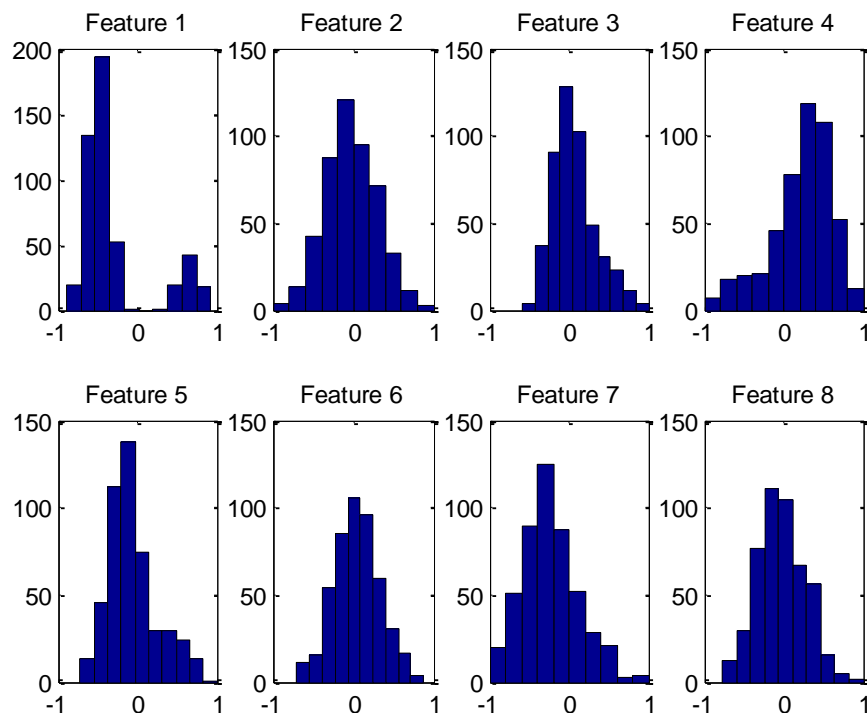 Feature 1 Feature 2 Feature 3 Feature 4
200 150 150 150
150
100 100 100
100
50 50 50
50
0 0 0 0
-1 0 1 -1 0 1 -1 0 1 -1 0 1
Feature 5 Feature 6 Feature 7 Feature 8
150 150 150 150
100 100 100 100
50 50 50 50
0 0 0 0
-1 0 1 -1 0 1 -1 0 1 -1 0 1